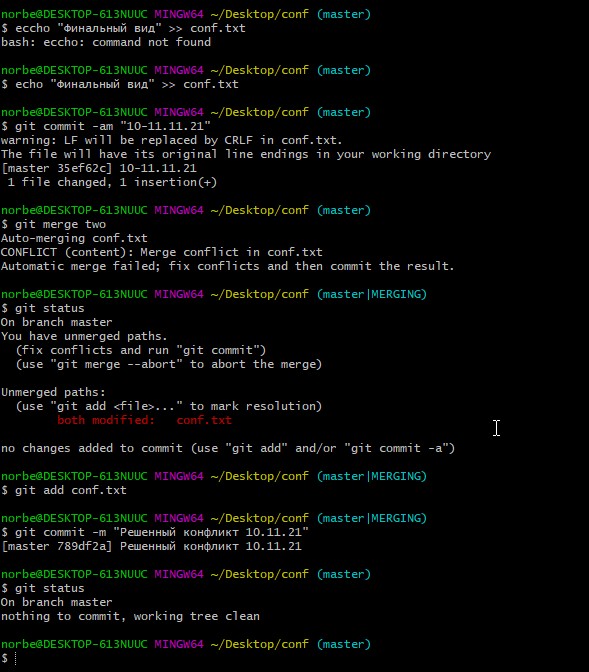 norbe@DESKTOP-613NUUC MINGW64 ~/Desktop/conf (master)
$ eccho "Финальный вид" >> conf.txt
bash: eccho: command not found
norbe@DESKTOP-613NUUC MINGW64 ~/Desktop/conf (master)
$ echo "Финальный вид" >> conf.txt
norbe@DESKTOP-613NUUC MINGW64 ~/Desktop/conf (master)
$ git commit -am "10-11.11.21"
warning: LF will be replaced by CRLF in conf.txt.
The file will have its original line endings in your working directory
[master 35ef62c] 10-11.11.21
 1 file changed, 1 insertion(+)
norbe@DESKTOP-613NUUC MINGW64 ~/Desktop/conf (master)
$ git merge two
Auto-merging conf.txt
CONFLICT (content): Merge conflict in conf.txt
Automatic merge failed; fix conflicts and then commit the result.
norbe@DESKTOP-613NUUC MINGW64 ~/Desktop/conf (master|MERGING)
$ git status
On branch master
You have unmerged paths.
  (fix conflicts and run "git commit")
  (use "git merge --abort" to abort the merge)
Unmerged paths:
  (use "git add <file>..." to mark resolution)
        both modified:   conf.txt
no changes added to commit (use "git add" and/or "git commit -a")
norbe@DESKTOP-613NUUC MINGW64 ~/Desktop/conf (master|MERGING)
$ git add conf.txt
norbe@DESKTOP-613NUUC MINGW64 ~/Desktop/conf (master|MERGING)
$ git commit -m "Решенный конфликт 10.11.21"
[master 789df2a] Решенный конфликт 10.11.21
norbe@DESKTOP-613NUUC MINGW64 ~/Desktop/conf (master)
$ git status
On branch master
nothing to commit, working tree clean
norbe@DESKTOP-613NUUC MINGW64 ~/Desktop/conf (master)
$